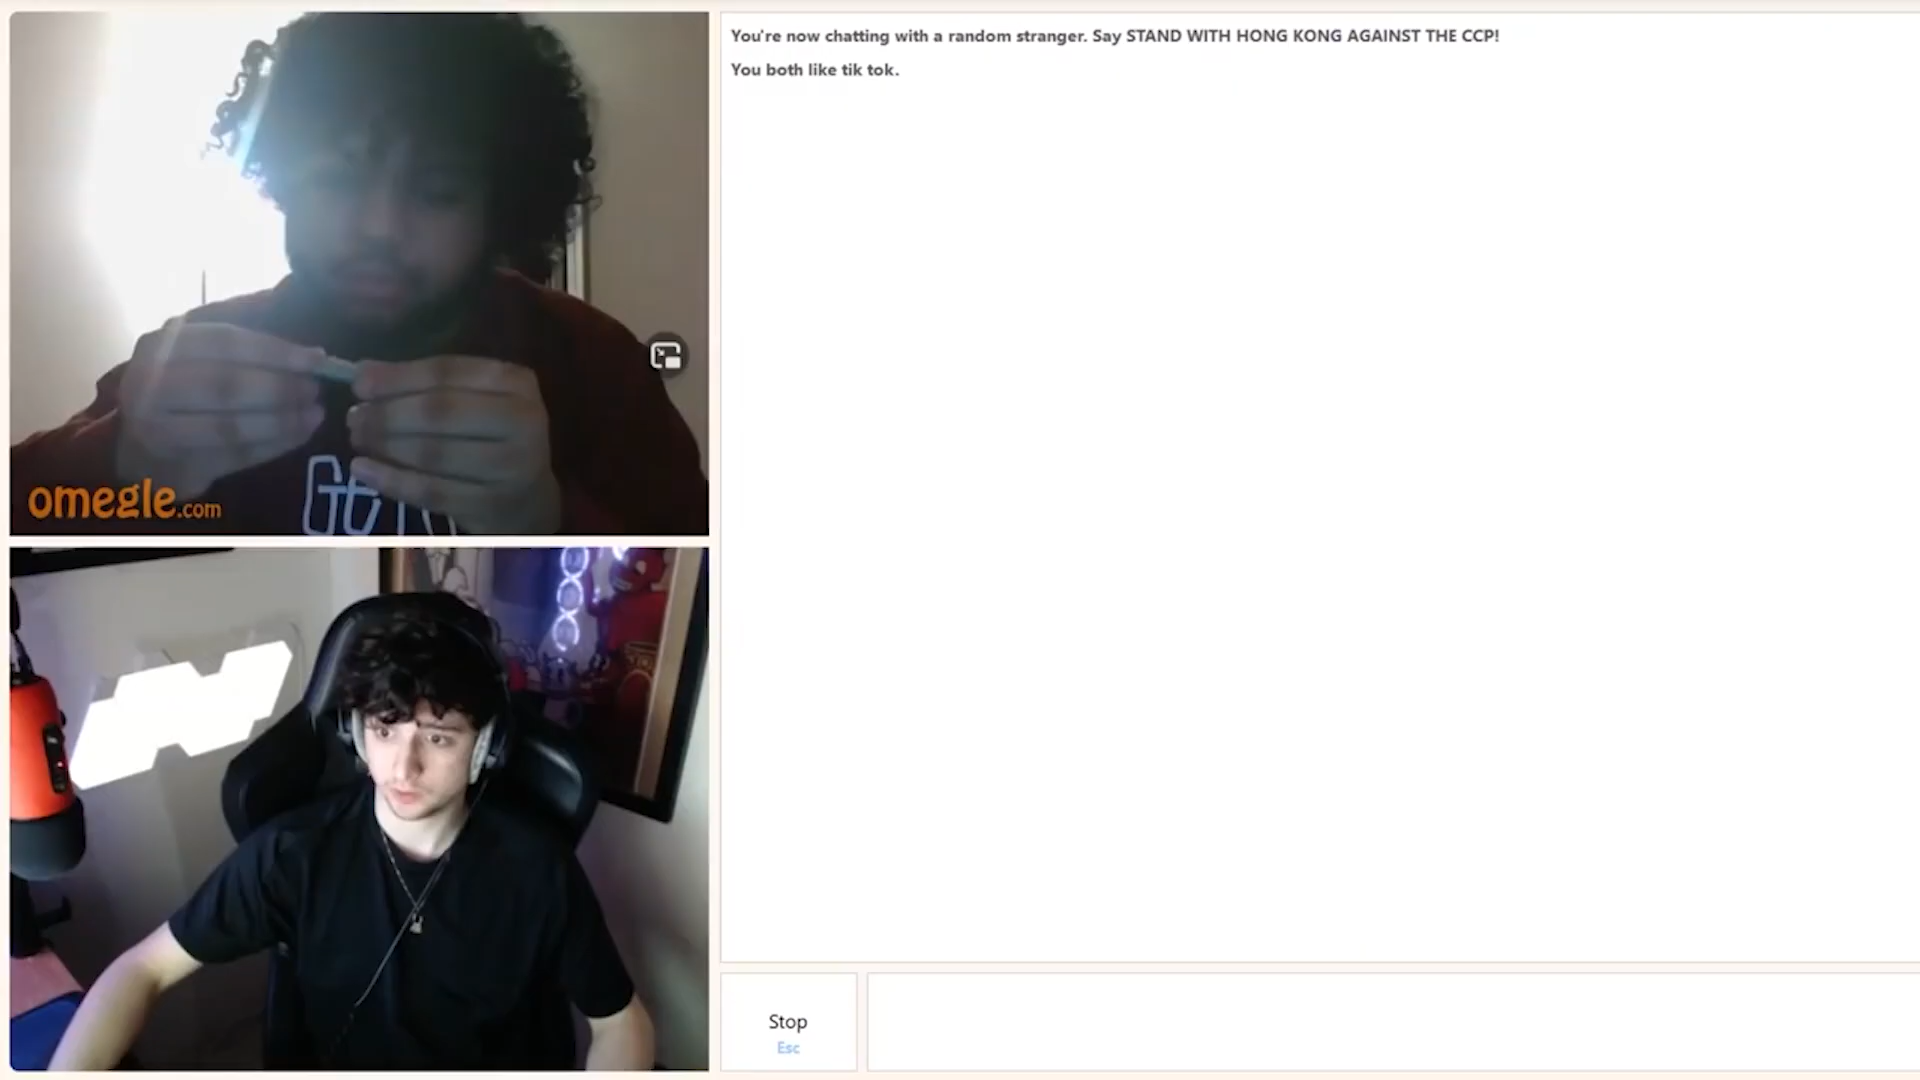 You're now chatting with a random stranger. Say STAND WITH HONG KONG AGAINST THE CCP!
You both like tik tok.
omegle.com
Stop
Esc